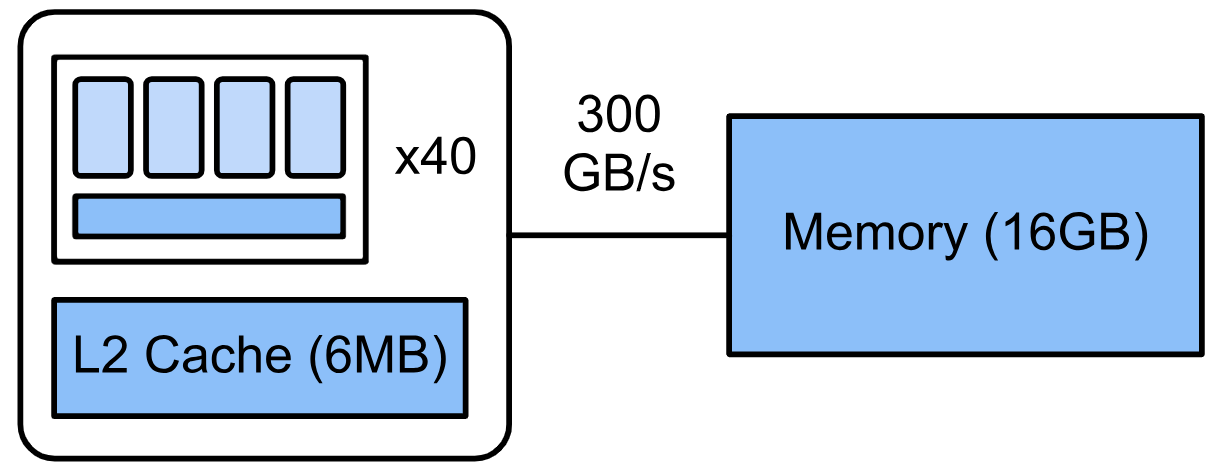 x40
L2 Cache (6MB)
300
GB/s
Memory (16GB)